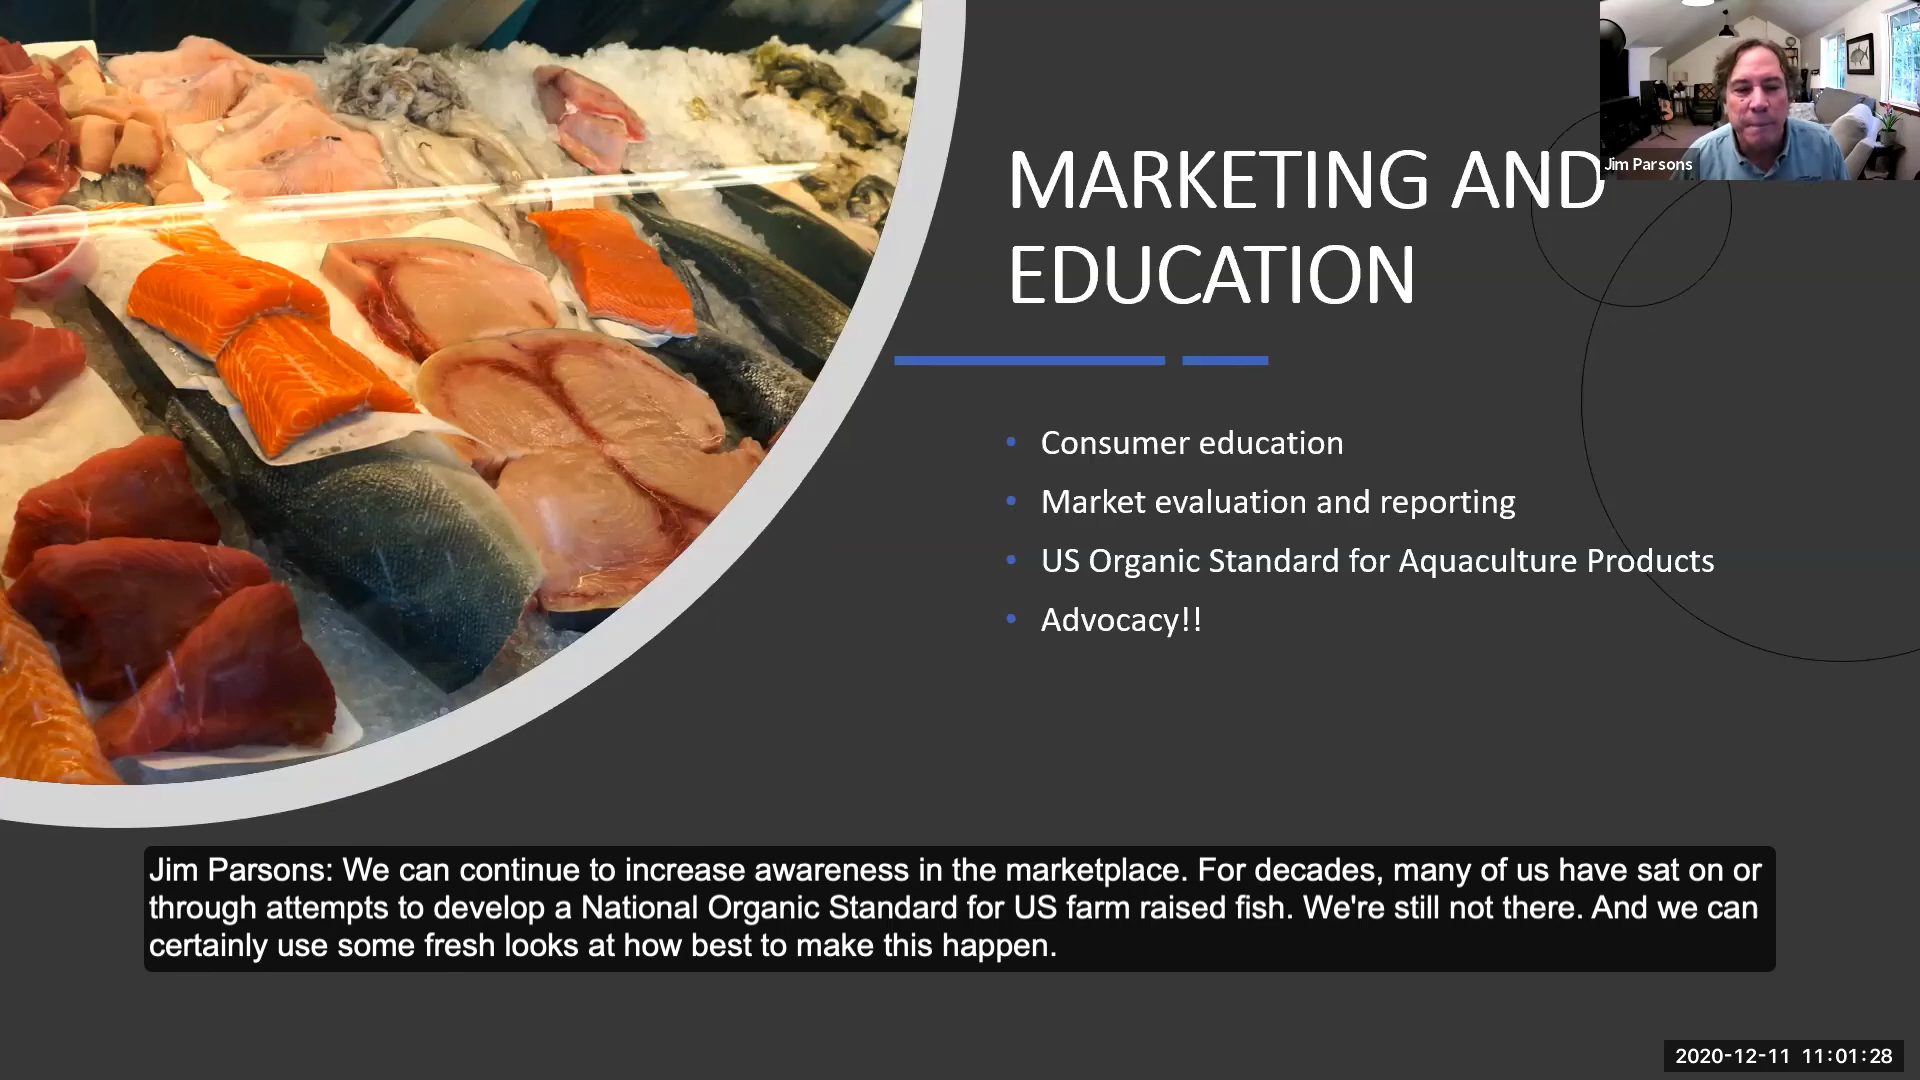 MARKETING AND
EDUCATION
Jim Parsons
• Consumer education
• Market evaluation and reporting
• US Organic Standard for Aquaculture Products
• Advocacy!!
Jim Parsons: We can continue to increase awareness in the marketplace. For decades, many of us have sat on or
through attempts to develop a National Organic Standard for US farm raised fish. We're still not there. And we can
certainly use some fresh looks at how best to make this happen.
2020-12-11 11:01:28